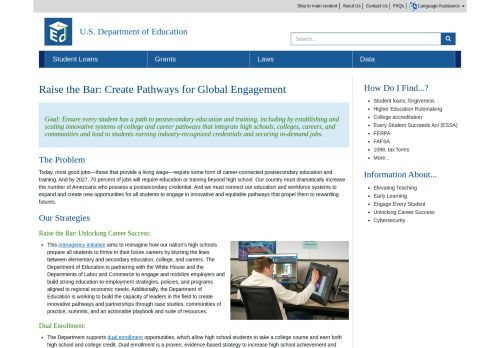 Skip to main content | About Us | Contact Us | FAQs | Language Assistance
U.S. Department of Education
Search...
Student Loans Grants Laws Data
Raise the Bar: Create Pathways for Global Engagement
Goal: Ensure every student has a path to postsecondary education and training, including by establishing and
scaling innovative systems of college and career pathways that integrate high schools, colleges, careers, and
communities and lead to students earning industry-recognized credentials and securing in-demand jobs.
The Problem
Today, most good jobs—those that provide a living wage—require some form of career-connected postsecondary education and
training. And by 2027, 70 percent of jobs will require education or training beyond high school. Our country must dramatically increase
the number of Americans who possess a postsecondary credential. And we must connect our education and workforce systems to
expand and create new opportunities for all students to engage in innovative and equitable pathways that propel them to rewarding
futures.
Our Strategies
Raise the Bar: Unlocking Career Success:
This interagency initiative aims to reimagine how our nation's high schools
prepare all students to thrive in their future careers by blurring the lines
between elementary and secondary education, college, and careers. The
Department of Education is partnering with the White House and the
Departments of Labor and Commerce to engage and mobilize employers and
build strong education-to-employment strategies, policies, and programs
aligned to regional economic needs. Additionally, the Department of
Education is working to build the capacity of leaders in the field to create
innovative pathways and partnerships through case studies, communities of
practice, summits, and an actionable playbook and suite of resources.
Dual Enrollment:
The Department supports dual enrollment opportunities, which allow high school students to take a college course and earn both
high school and college credit. Dual enrollment is a proven, evidence-based strategy to increase high school achievement and
How Do I Find...?
Student loans, forgiveness
Higher Education Rulemaking
College accreditation
Every Student Succeeds Act (ESSA)
FERPA
FAFSA
1098, tax forms
More...
Information About...
Elevating Teaching
Early Learning
Engage Every Student
Unlocking Career Success
Cybersecurity